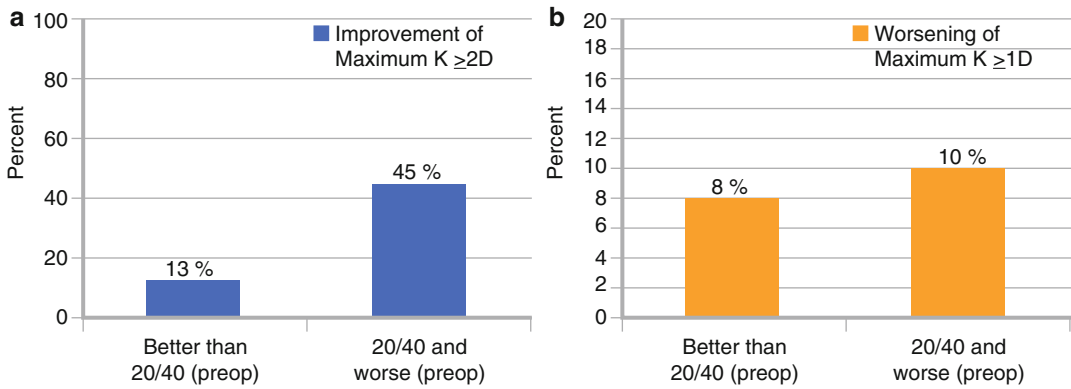 a
100
80
60
40
20
0
Percent
Improvement of
Maximum K ≥2D
13 %
45 %
Better than
20/40 (preop)
20/40 and
worse (preop)
b
20
18
16
14
12
10
8
6
4
2
0
Percent
Worsening of
Maximum K ≥1D
8 %
10 %
Better than
20/40 (preop)
20/40 and
worse (preop)